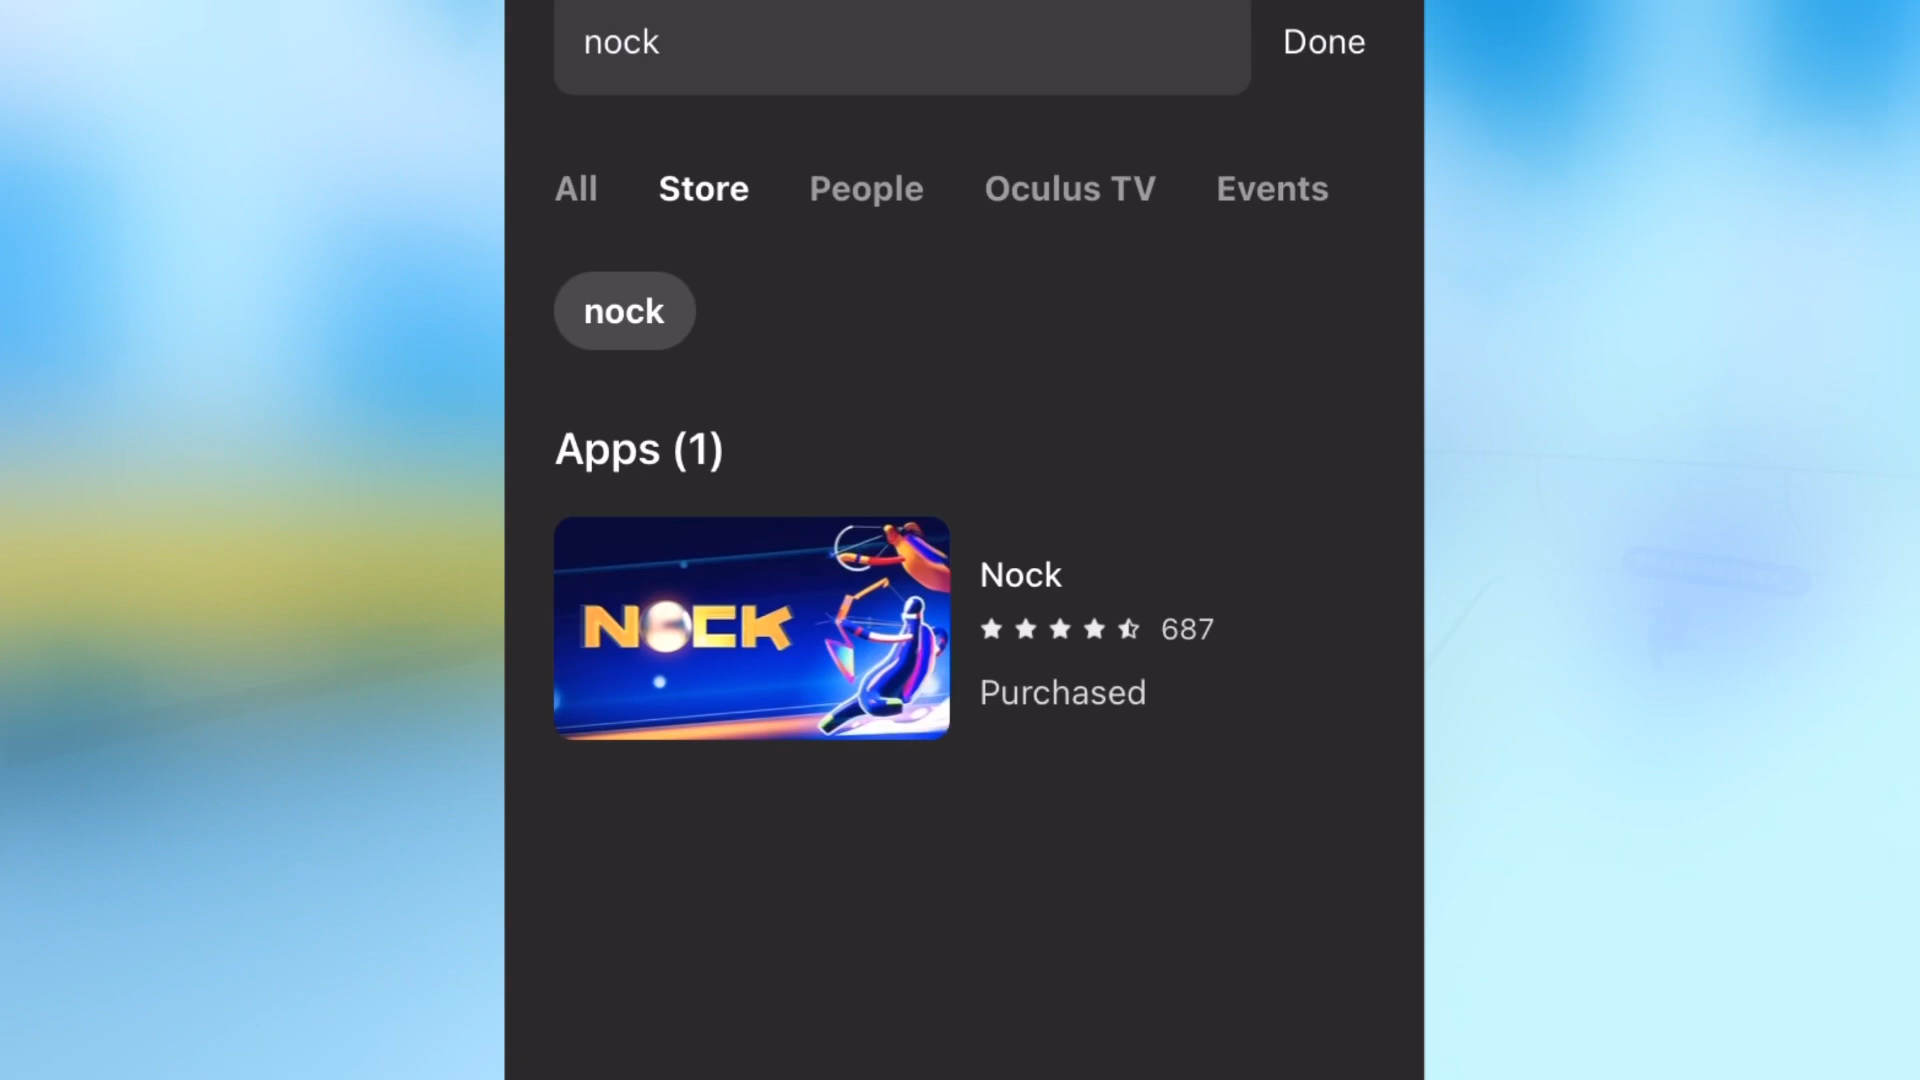 nock
Done
All
Store
People
Oculus TV
Events
nock
Apps (1)
NOCK
Nock
687
Purchased